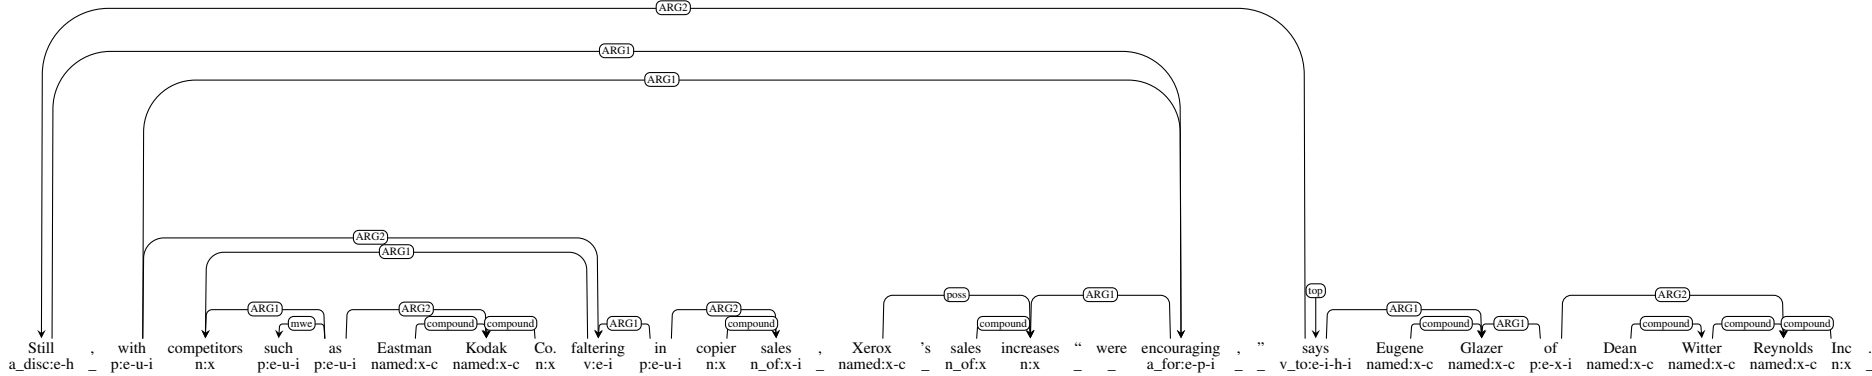 ARG2
ARG1
ARG1
ARG2
ARG1
top
poss ARG1
ARG2
ARG1 ARG2 ARG2 ARG1
mwe compound compound ARG1 compound compound compound ARG1 compound compound compound
Still , with competitors such as Eastman Kodak Co. faltering in copier sales , Xerox 's sales increases “ were encouraging , ” says Eugene Glazer of Dean Witter Reynolds Inc .
a_disc:e-h _ p:e-u-i n:x p:e-u-i p:e-u-i named:x-c named:x-c n:x v:e-i p:e-u-i n:x n_of:x-i _ named:x-c _ n_of:x n:x _ _ a_for:e-p-i _ _ v_to:e-i-h-i named:x-c named:x-c p:e-x-i named:x-c named:x-c named:x-c n:x _